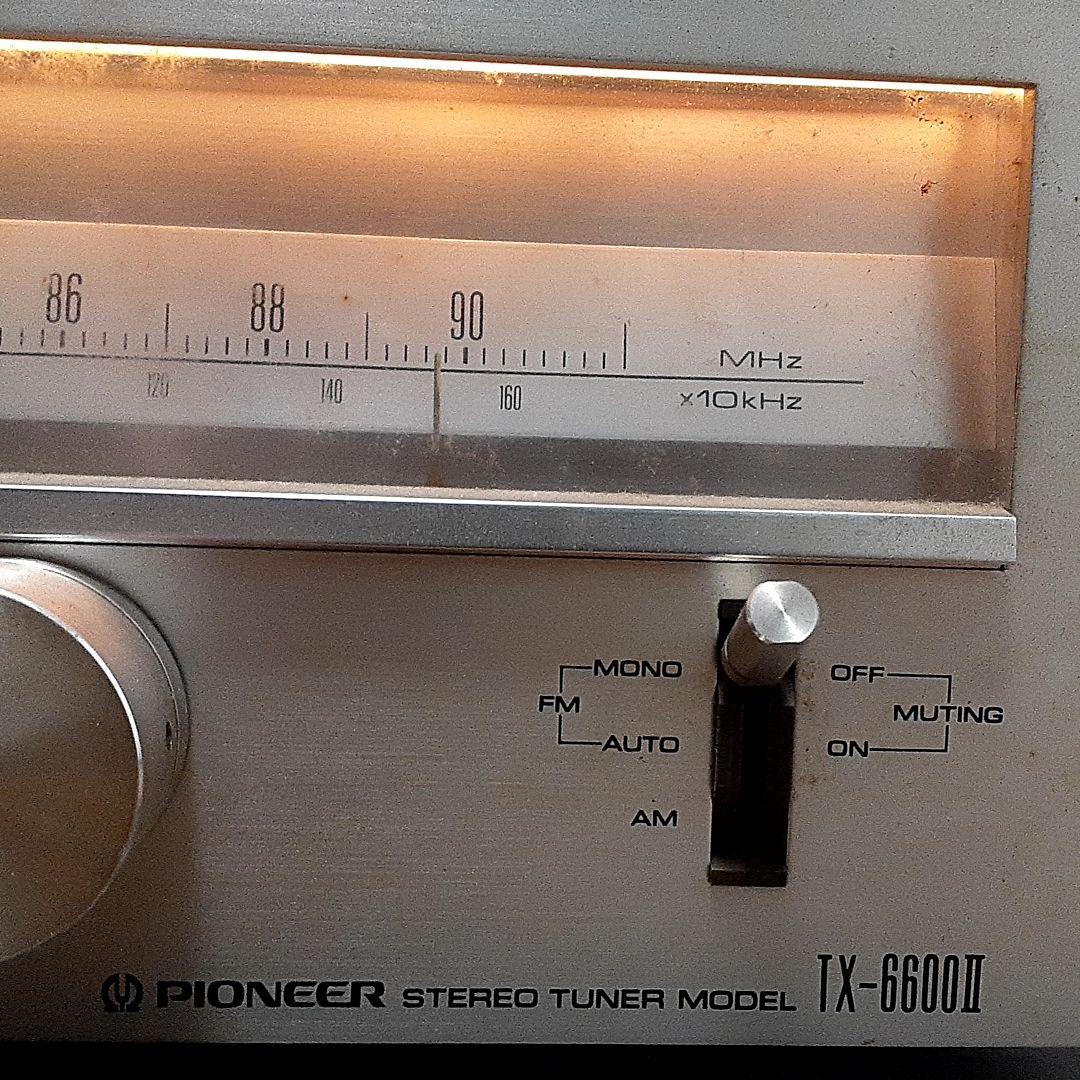 86 88 90
MHz
120 140 160
×10kHz
MONO
FM
AUTO
AM
OFF
MUTING
ON
PIONEER STEREO TUNER MODEL TX-6600II